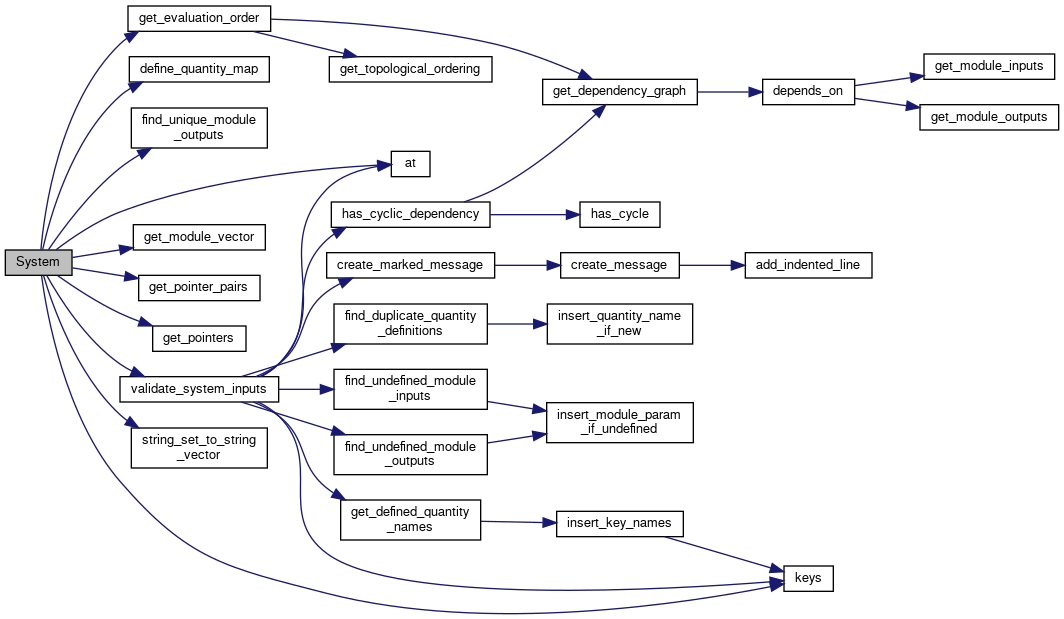 System
get_evaluation_order
define_quantity_map
find_unique_module
_outputs
at
get_module_vector
get_pointer_pairs
get_pointers
validate_system_inputs
string_set_to_string
_vector
get_topological_ordering
has_cyclic_dependency
create_marked_message
find_duplicate_quantity
_definitions
find_undefined_module
_inputs
find_undefined_module
_outputs
get_defined_quantity
_names
get_dependency_graph
has_cycle
create_message
insert_quantity_name
_if_new
insert_module_param
_if_undefined
insert_key_names
depends_on
add_indented_line
keys
get_module_inputs
get_module_outputs